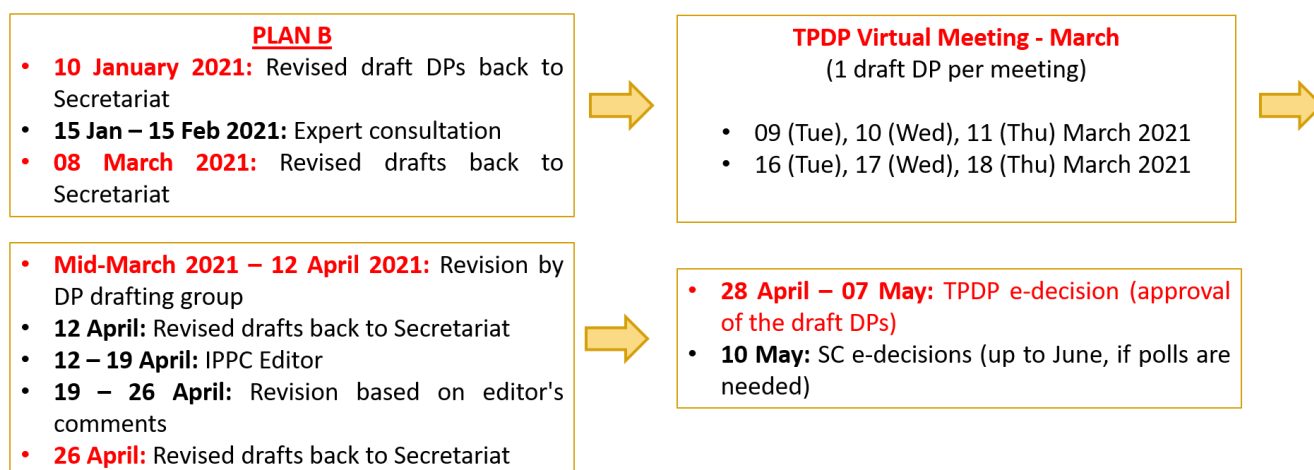 PLAN B
• 10 January 2021: Revised draft DPs back to
Secretariat
• 15 Jan – 15 Feb 2021: Expert consultation
• 08 March 2021: Revised drafts back to
Secretariat
TPDP Virtual Meeting - March
(1 draft DP per meeting)
• 09 (Tue), 10 (Wed), 11 (Thu) March 2021
• 16 (Tue), 17 (Wed), 18 (Thu) March 2021
• Mid-March 2021 – 12 April 2021: Revision by
DP drafting group
• 12 April: Revised drafts back to Secretariat
• 12 – 19 April: IPPC Editor
• 19 – 26 April: Revision based on editor's
comments
• 26 April: Revised drafts back to Secretariat
• 28 April – 07 May: TPDP e-decision (approval
of the draft DPs)
• 10 May: SC e-decisions (up to June, if polls are
needed)